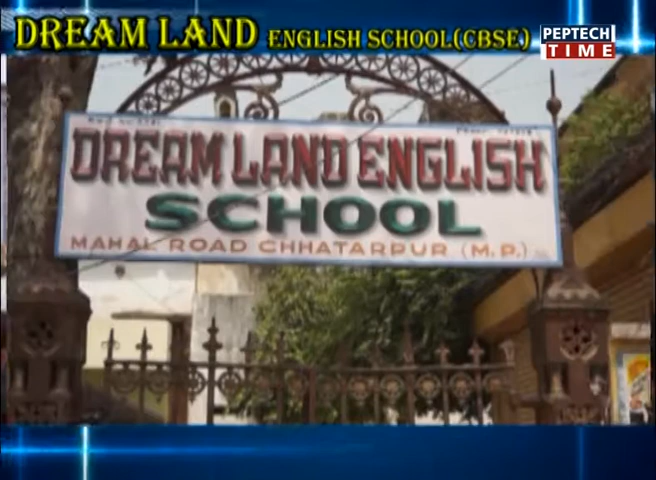 DREAM LAND ENGLISH SCHOOL(CBSE)
PEPTECH
TIME
DREAM LAND ENGLISH
SCHOOL
MAHAL ROAD CHHATARPUR (M.P.)